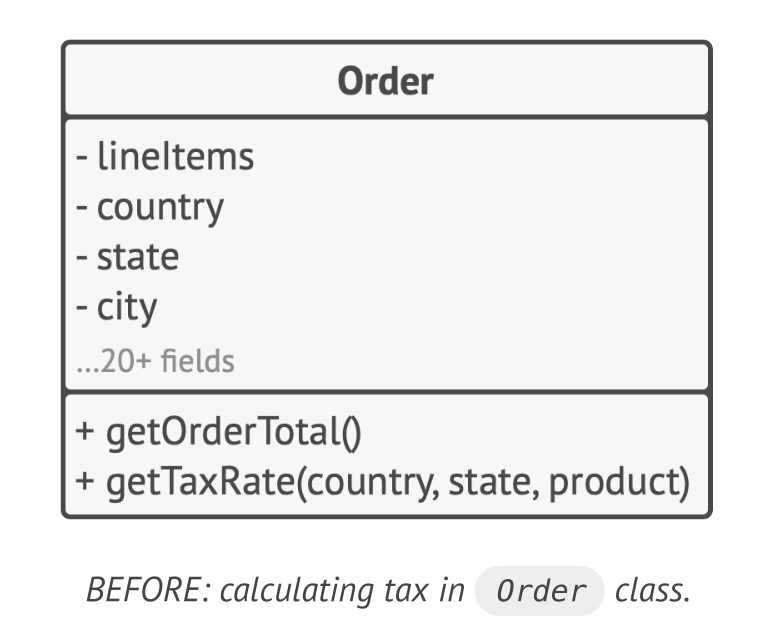 Order
- lineItems
- country
- state
- city
...20+ fields
+ getOrderTotal()
+ getTaxRate(country, state, product)
BEFORE: calculating tax in Order class.